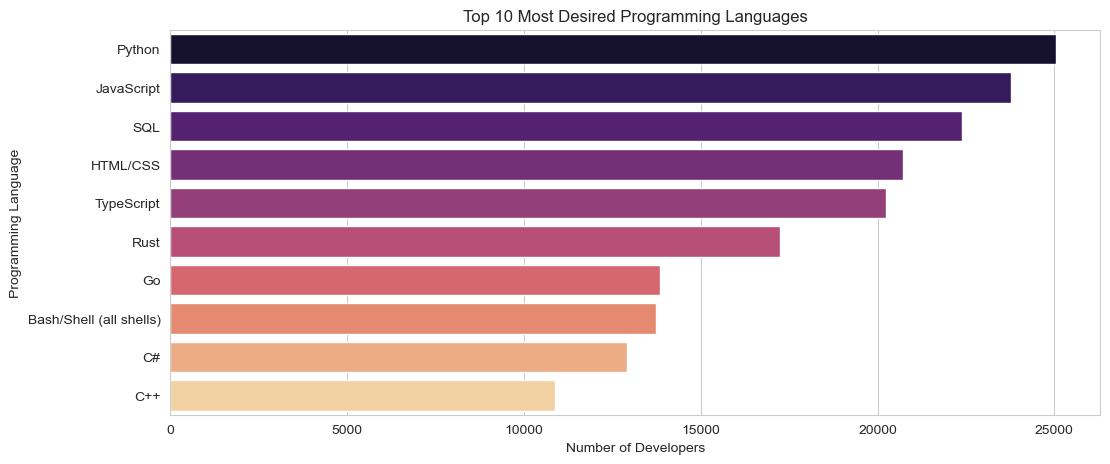 Top 10 Most Desired Programming Languages
Programming Language
Python
JavaScript
SQL
HTML/CSS
TypeScript
Rust
Go
Bash/Shell (all shells)
C#
C++
0 5000 10000 15000 20000 25000
Number of Developers